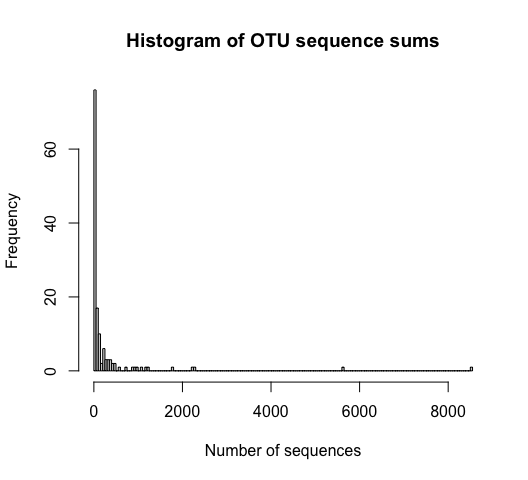 Histogram of OTU sequence sums
Frequency
60
40
20
0
0 2000 4000 6000 8000
Number of sequences